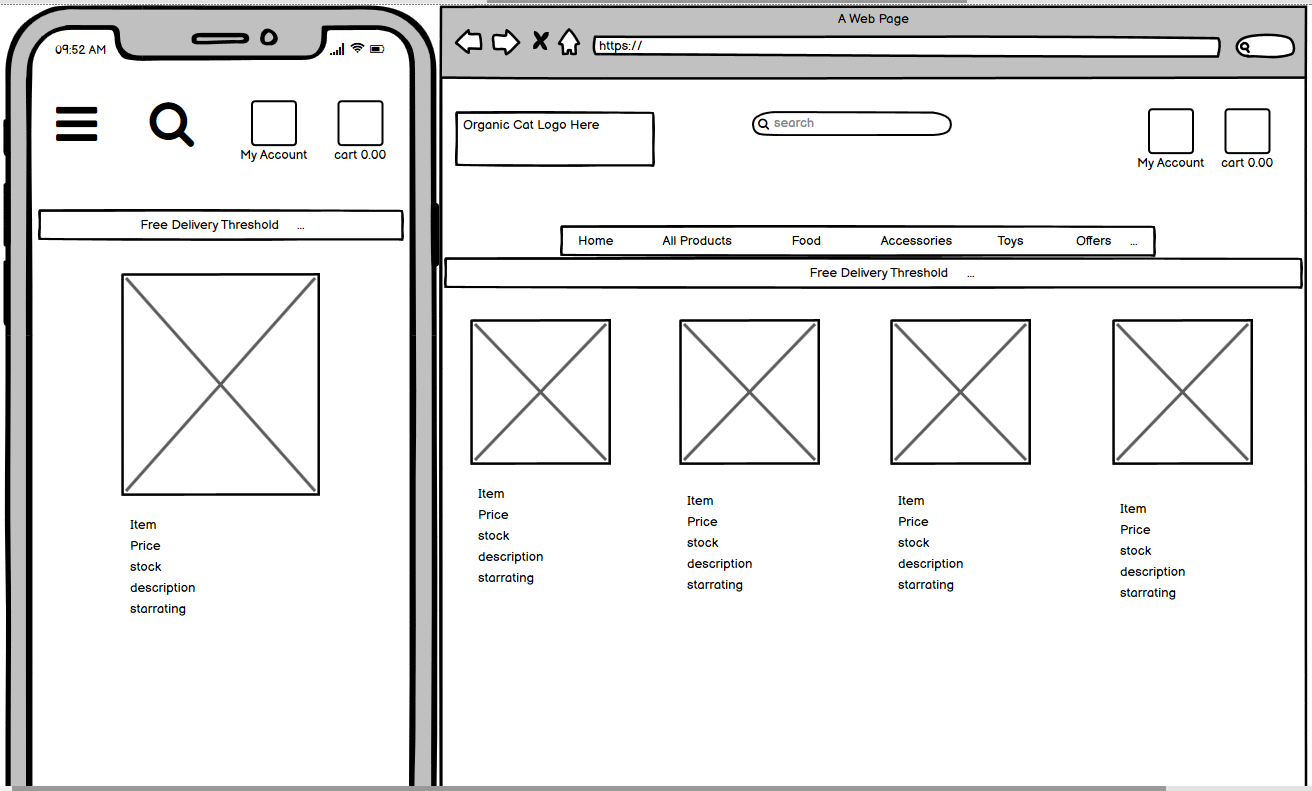 09:52 AM
My Account
cart 0.00
Free Delivery Threshold ...
Item
Price
stock
description
starrating
A Web Page
https://
Organic Cat Logo Here
search
My Account
cart 0.00
Home All Products Food Accessories Toys Offers ...
Free Delivery Threshold ...
Item
Price
stock
description
starrating
Item
Price
stock
description
starrating
Item
Price
stock
description
starrating
Item
Price
stock
description
starrating